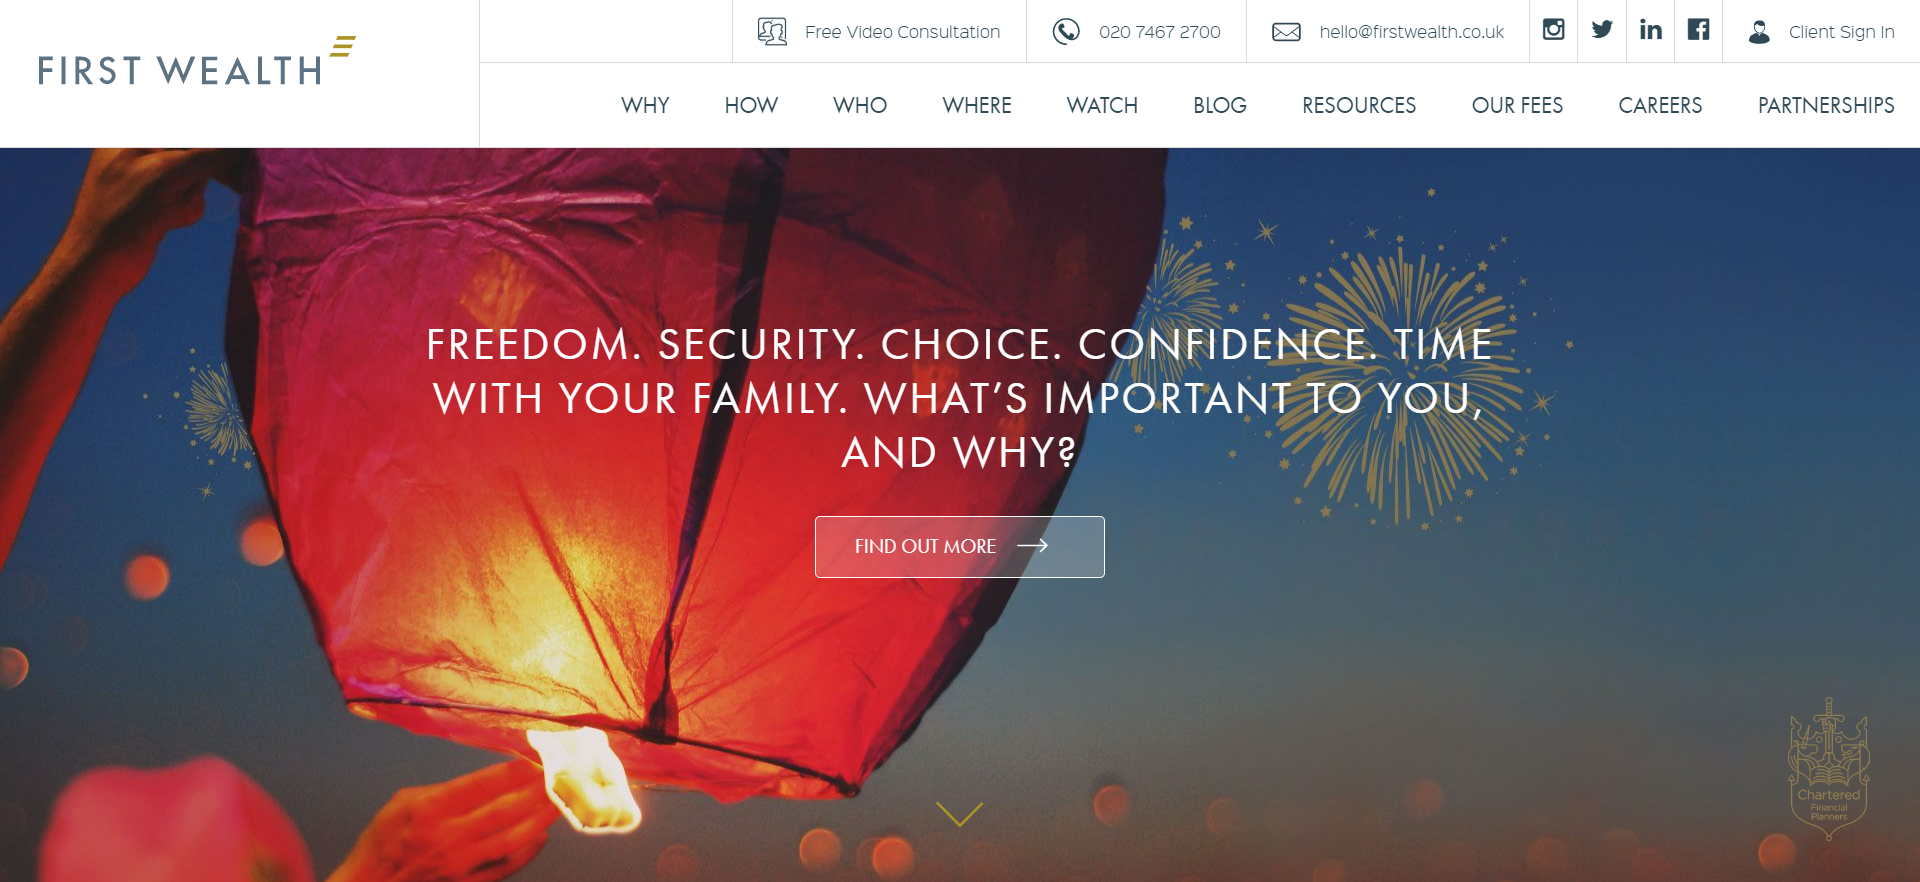 FIRST WEALTH
Free Video Consultation
020 7467 2700
hello@firstwealth.co.uk
Client Sign In
WHY
HOW
WHO
WHERE
WATCH
BLOG
RESOURCES
OUR FEES
CAREERS
PARTNERSHIPS
FREEDOM. SECURITY. CHOICE. CONFIDENCE. TIME
WITH YOUR FAMILY. WHAT’S IMPORTANT TO YOU,
AND WHY?
FIND OUT MORE
Chartered
Financial
Planners